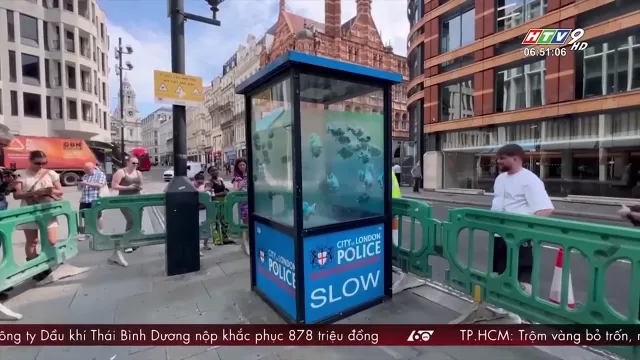 HTV9 HD
06:51:06
CITY OF LONDON
POLICE
CITY OF LONDON
POLICE
SLOW
ông ty Dầu khí Thái Bình Dương nộp khắc phục 878 triệu đồng
60
TP.HCM: Trộm vàng bỏ trốn,